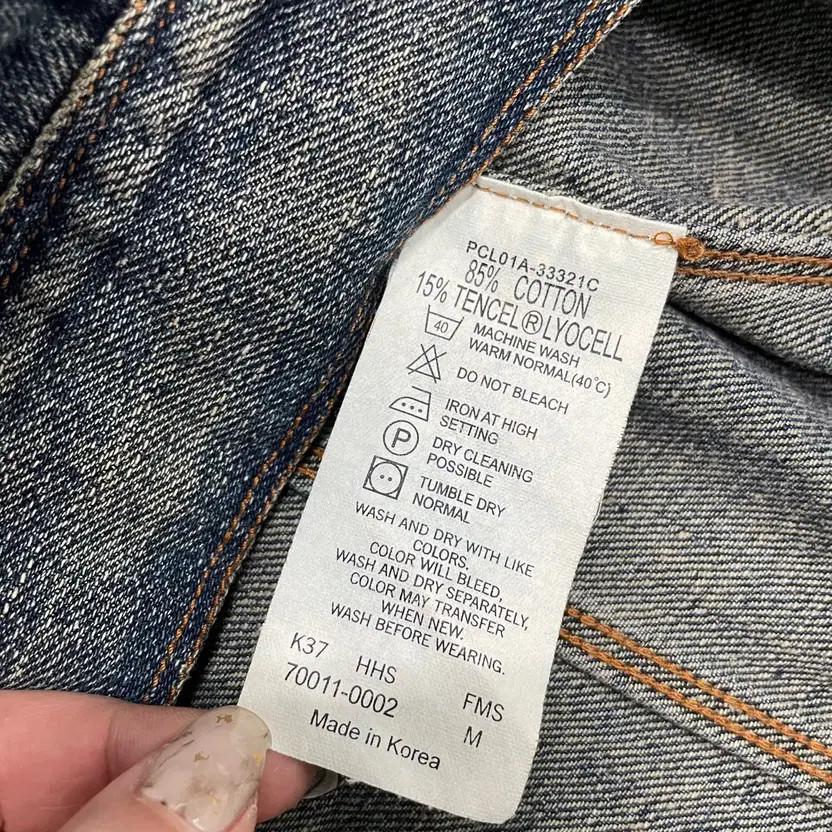 PCL01A-33321C
85% COTTON
15% TENCEL®LYOCELL
40 MACHINE WASH
WARM NORMAL(40°C)
DO NOT BLEACH
IRON AT HIGH
SETTING
P DRY CLEANING
POSSIBLE
TUMBLE DRY
NORMAL
WASH AND DRY WITH LIKE
COLORS.
COLOR WILL BLEED,
WASH AND DRY SEPARATELY,
COLOR MAY TRANSFER
WHEN NEW.
WASH BEFORE WEARING.
K37 HHS FMS
70011-0002 M
Made in Korea